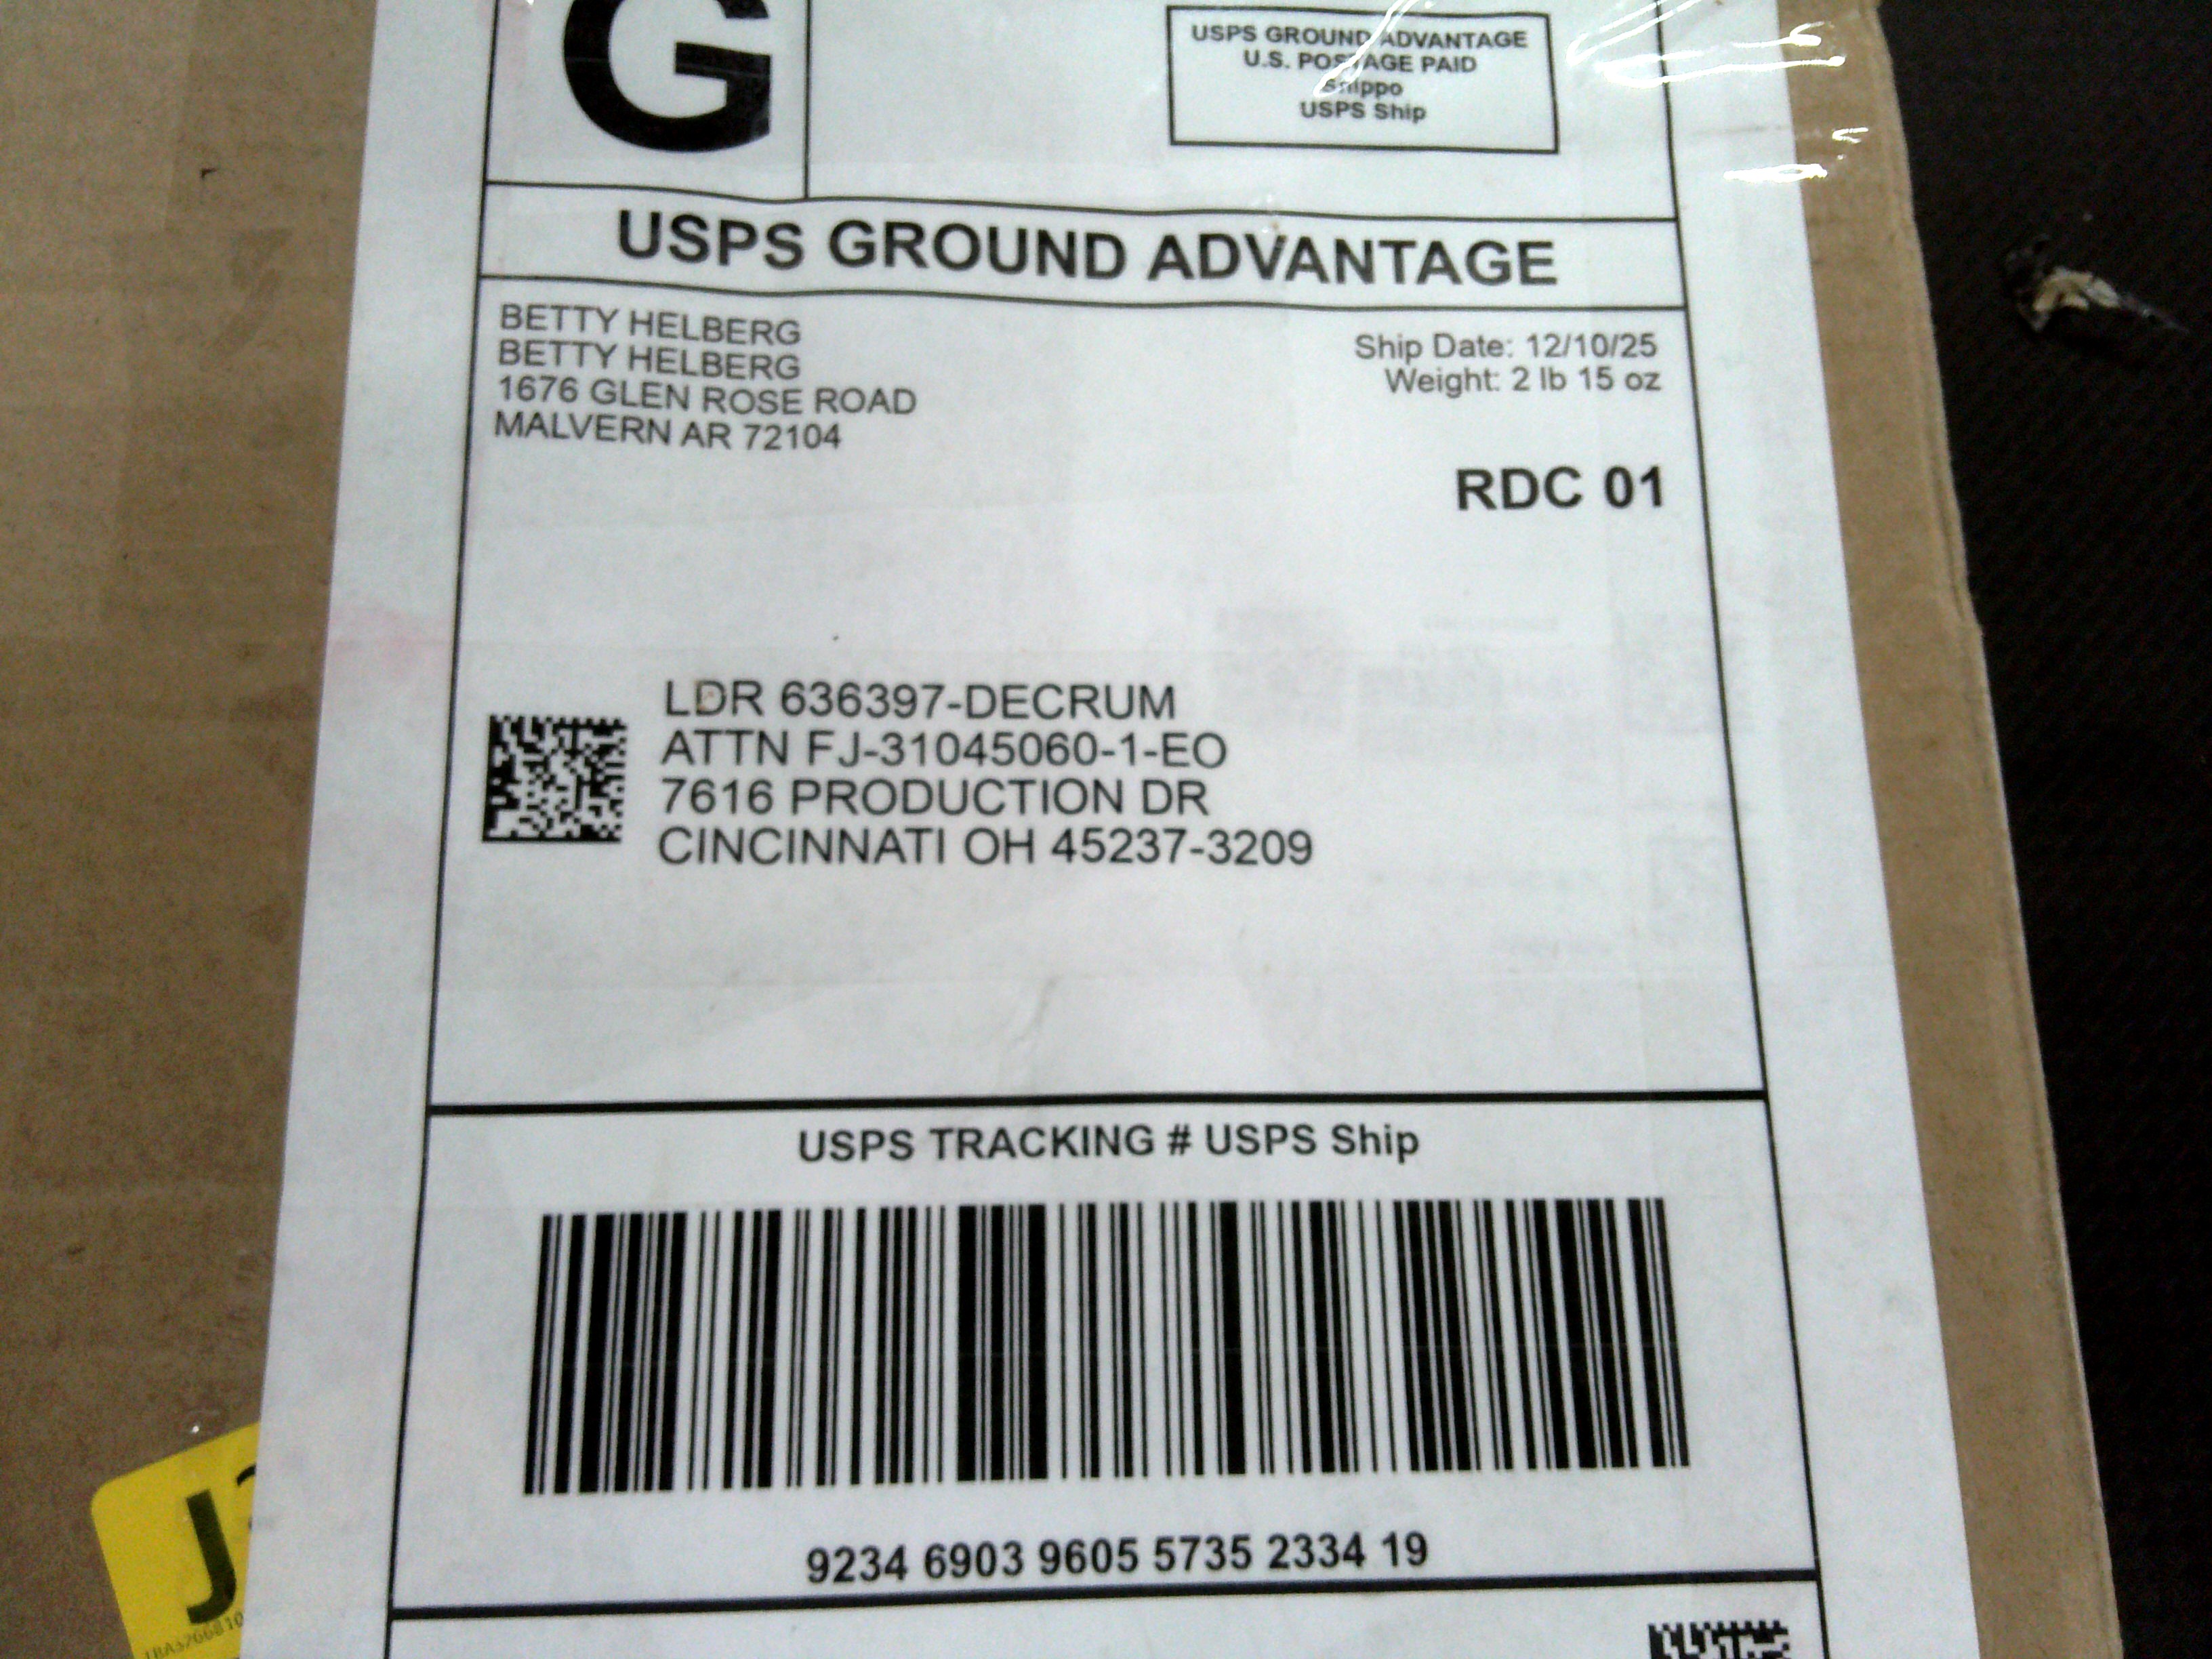 G
USPS GROUND ADVANTAGE
U.S. POSTAGE PAID
Shippo
USPS Ship
USPS GROUND ADVANTAGE
BETTY HELBERG
BETTY HELBERG
1676 GLEN ROSE ROAD
MALVERN AR 72104
Ship Date: 12/10/25
Weight: 2 lb 15 oz
RDC 01
LDR 636397-DECRUM
ATTN FJ-31045060-1-EO
7616 PRODUCTION DR
CINCINNATI OH 45237-3209
USPS TRACKING # USPS Ship
9234 6903 9605 5735 2334 19
J